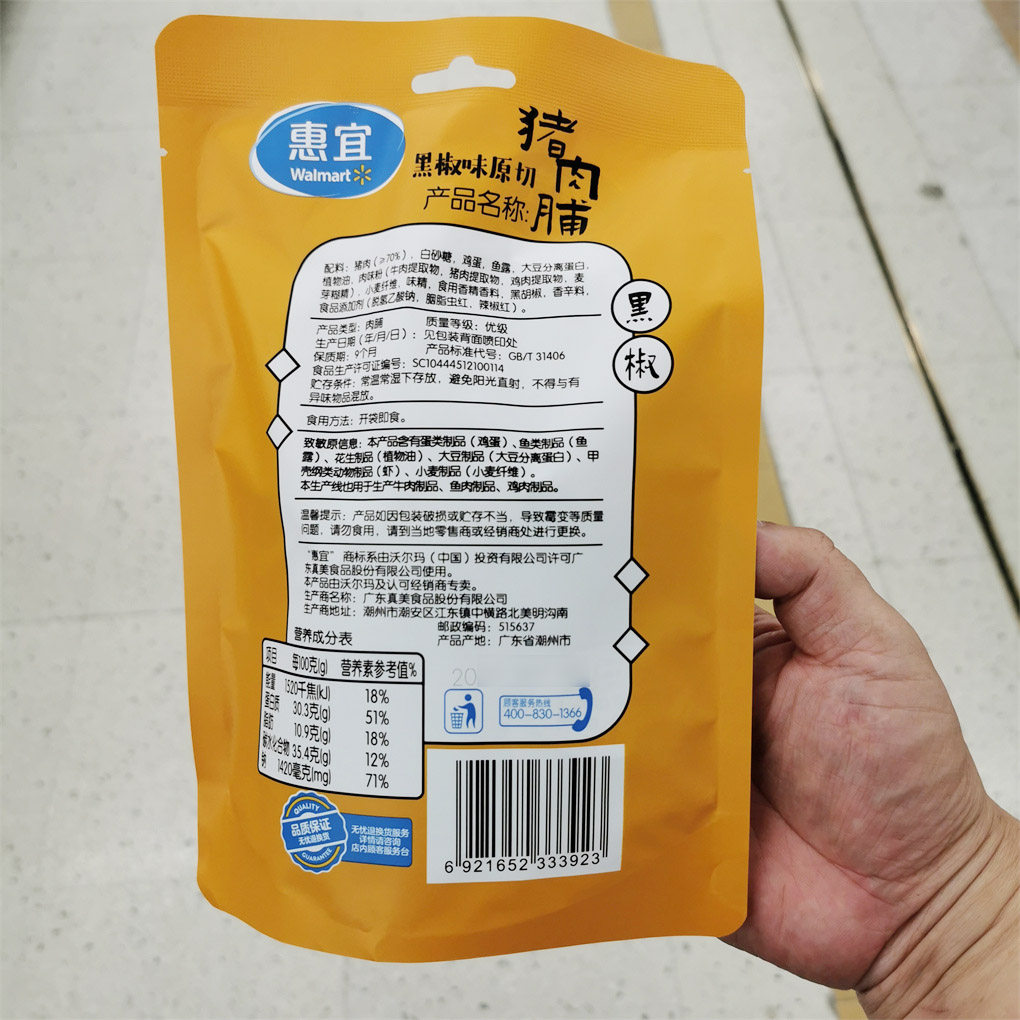 惠宜
Walmart
黑椒味原切
猪肉脯
产品名称:
配料：猪肉（≥70%），白砂糖，鸡蛋，鱼露，大豆分离蛋白，
植物油，肉味粉（牛肉提取物，猪肉提取物，鸡肉提取物，麦
芽糊精），小麦纤维，味精，食用香精香料，黑胡椒，香辛料，
食品添加剂（脱氢乙酸钠，胭脂虫红，辣椒红）。
产品类型：肉脯 质量等级：优级
生产日期（年/月/日）：见包装背面喷印处
保质期：9个月 产品标准代号：GB/T 31406
食品生产许可证编号：SC10444512100114
贮存条件：常温常湿下存放，避免阳光直射，不得与有
异味物品混放。
食用方法：开袋即食。
致敏原信息：本产品含有蛋类制品（鸡蛋）、鱼类制品（鱼
露）、花生制品（植物油）、大豆制品（大豆分离蛋白）、甲
壳纲类动物制品（虾）、小麦制品（小麦纤维）。
本生产线也用于生产牛肉制品、鱼肉制品、鸡肉制品。
温馨提示：产品如因包装破损或贮存不当，导致霉变等质量
问题，请勿食用，请到当地零售商或经销商处进行更换。
“惠宜” 商标系由沃尔玛（中国）投资有限公司许可广
东真美食品股份有限公司使用。
本产品由沃尔玛及认可经销商专卖。
生产商名称：广东真美食品股份有限公司
生产商地址：潮州市潮安区江东镇中横路北美明沟南
邮政编码：515637
产品产地：广东省潮州市
黑
椒
营养成分表
项目 每100克(g) 营养素参考值%
能量 1520千焦(kJ) 18%
蛋白质 30.3克(g) 51%
脂肪 10.9克(g) 18%
碳水化合物 35.4克(g) 12%
钠 1420毫克(mg) 71%
20
顾客服务热线
400-830-1366
QUALITY
品质保证
无忧退换货
GUARANTEE
无忧退换货服务
详情请咨询
店内顾客服务台
6 921652 333923